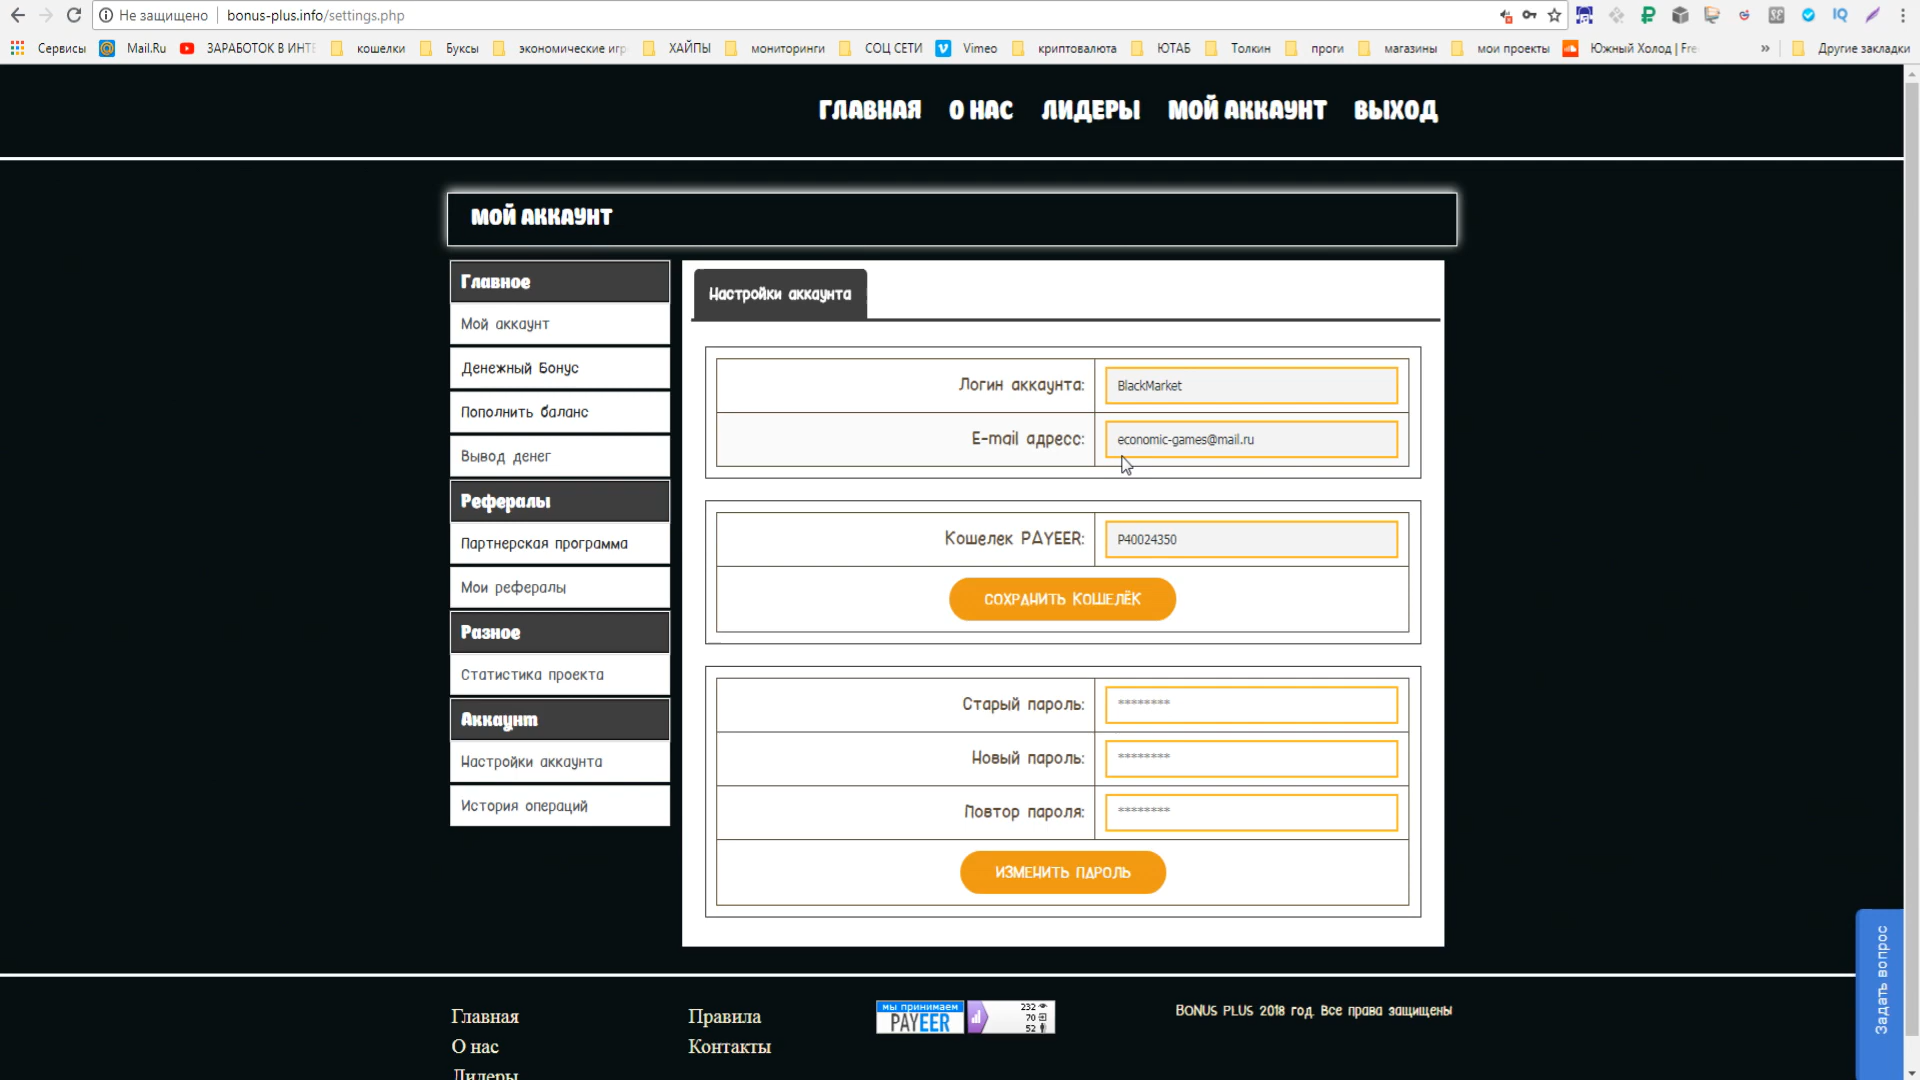 Не защищено
bonus-plus.info/settings.php
Сервисы
Mail.Ru
ЗАРАБОТОК В ИНТЕ
кошелки
Буксы
экономические игр
ХАЙПЫ
мониторинги
СОЦ СЕТИ
Vimeo
криптовалюта
ЮТАБ
Толкин
проги
магазины
мои проекты
Южный Холод | Fre
»
Другие закладки
ГЛАВНАЯ
О НАС
ЛИДЕРЫ
МОЙ АККАУНТ
ВЫХОД
МОЙ АККАУНТ
Главное
Мой аккаунт
Денежный Бонус
Пополнить баланс
Вывод денег
Рефералы
Партнерская программа
Мои рефералы
Разное
Статистика проекта
Аккаунт
Настройки аккаунта
История операций
Настройки аккаунта
Логин аккаунта:
BlackMarket
E-mail адресс:
economic-games@mail.ru
Кошелек PAYEER:
P40024350
СОХРАНИТЬ КОШЕЛЁК
Старый пароль:
********
Новый пароль:
********
Повтор пароля:
********
ИЗМЕНИТЬ ПАРОЛЬ
Главная
О нас
Лидеры
Правила
Контакты
мы принимаем
PAYEER
232
70
52
BONUS PLUS 2018 год. Все права защищены
Задать вопрос